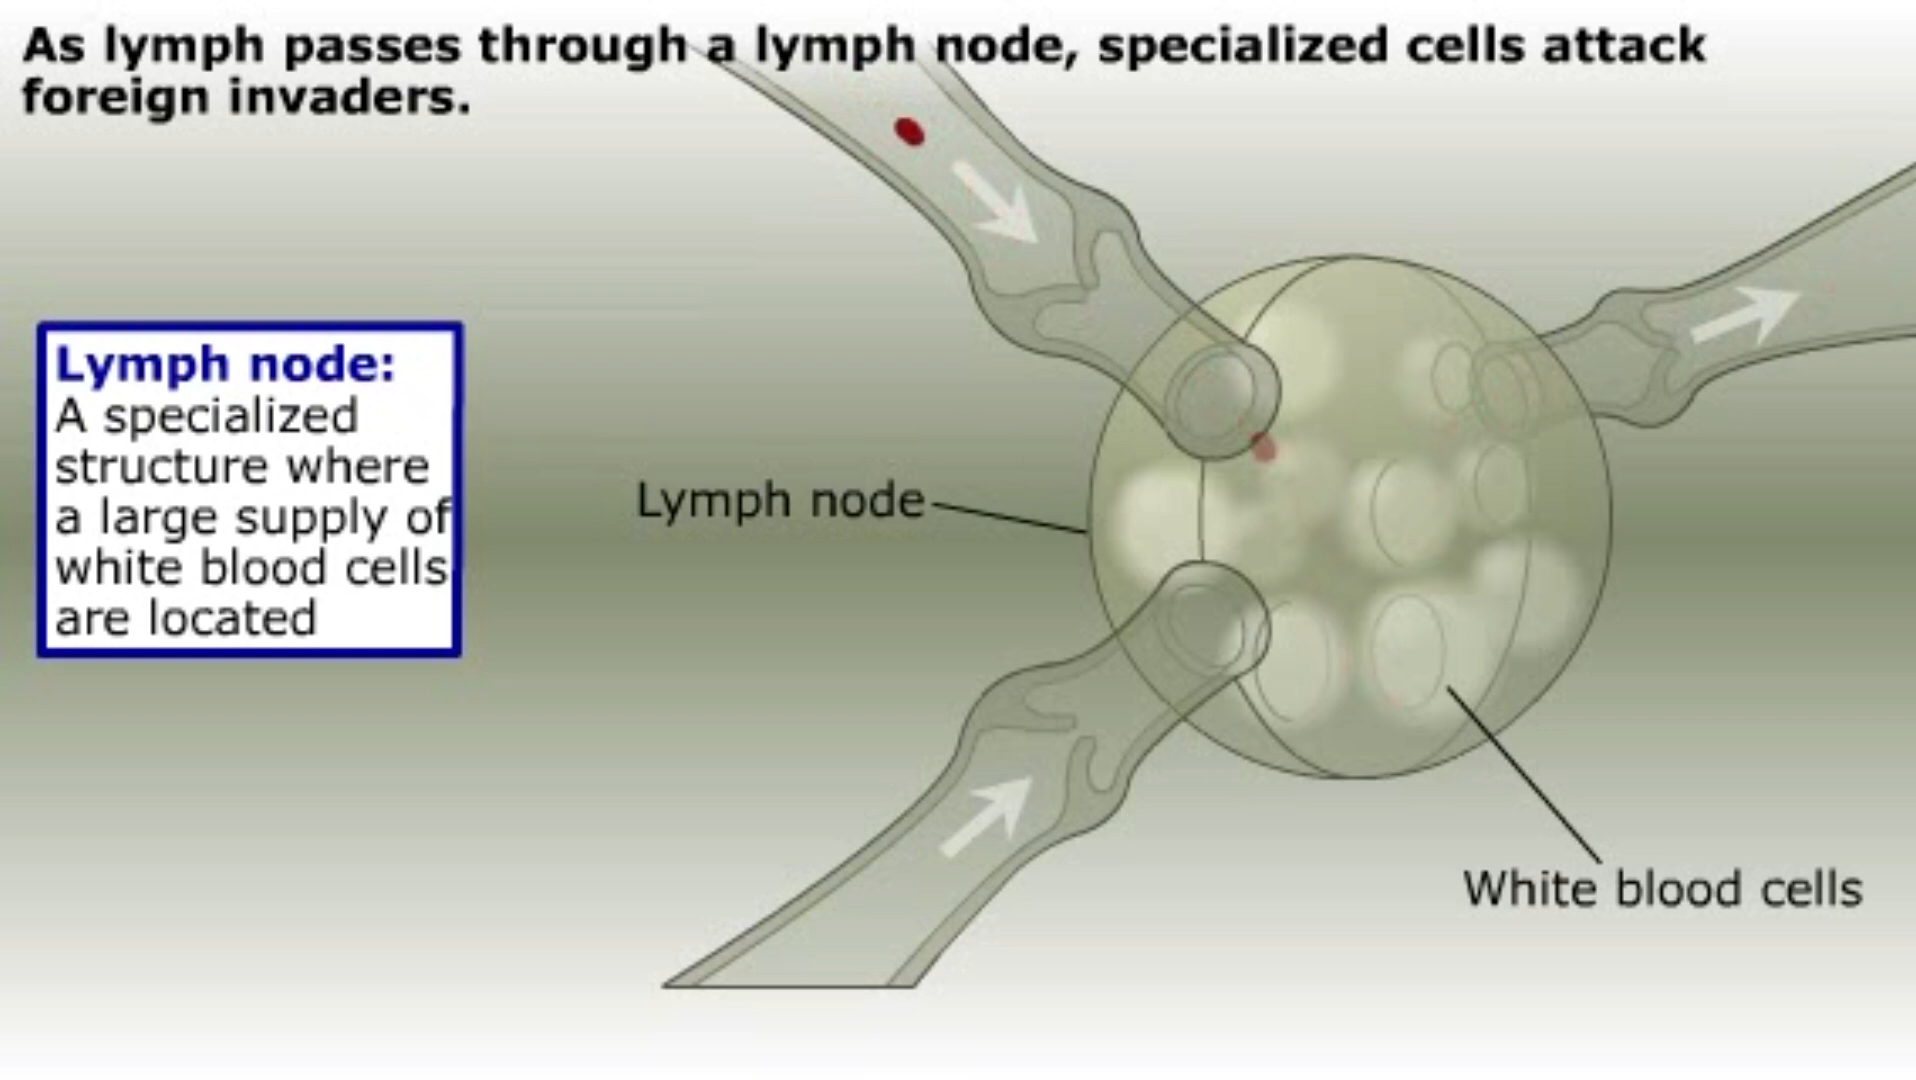 As lymph passes through a lymph node, specialized cells attack
foreign invaders.
Lymph node:
A specialized
structure where
a large supply of
white blood cells
are located
Lymph node
White blood cells